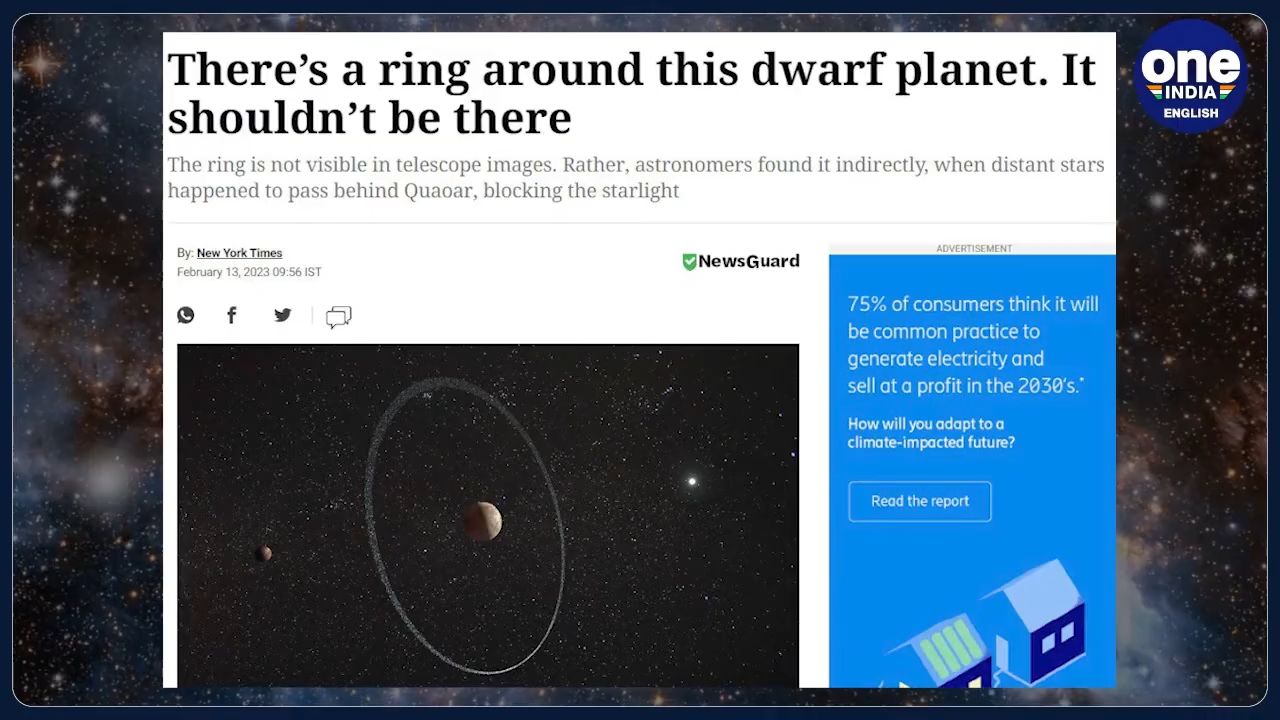 There's a ring around this dwarf planet. It
shouldn't be there
The ring is not visible in telescope images. Rather, astronomers found it indirectly, when distant stars
happened to pass behind Quaoar, blocking the starlight
By: New York Times
February 13, 2023 09:56 IST
NewsGuard
ADVERTISEMENT
75% of consumers think it will
be common practice to
generate electricity and
sell at a profit in the 2030's.*
How will you adapt to a
climate-impacted future?
Read the report
one
INDIA
ENGLISH